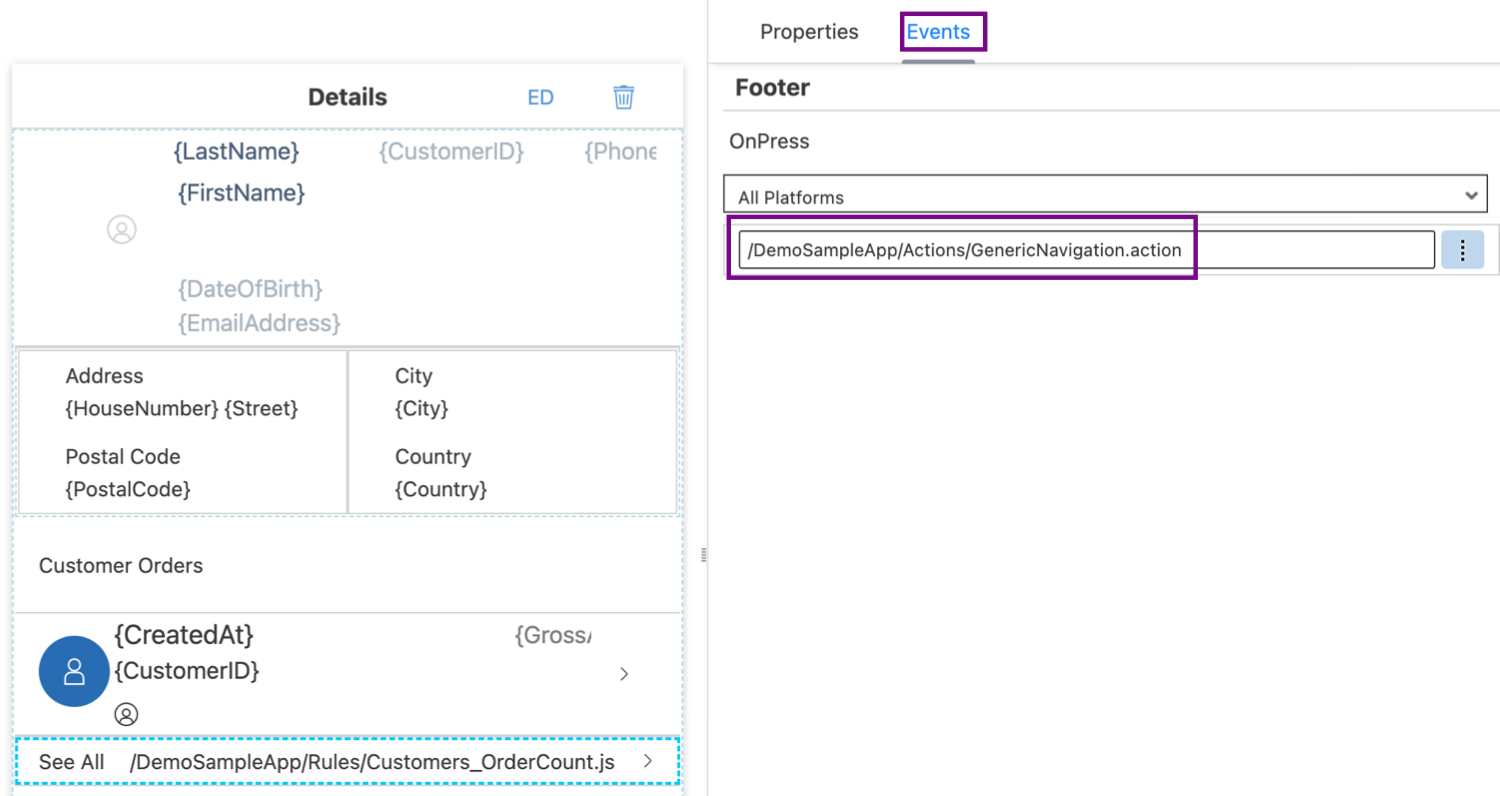 Details ED
{LastName} {CustomerID} {Phone
{FirstName}
{DateOfBirth}
{EmailAddress}
Address
{HouseNumber} {Street}
Postal Code
{PostalCode}
City
{City}
Country
{Country}
Customer Orders
{CreatedAt} {Gross
{CustomerID}
See All /DemoSampleApp/Rules/Customers_OrderCount.js
Properties Events
Footer
OnPress
All Platforms
/DemoSampleApp/Actions/GenericNavigation.action